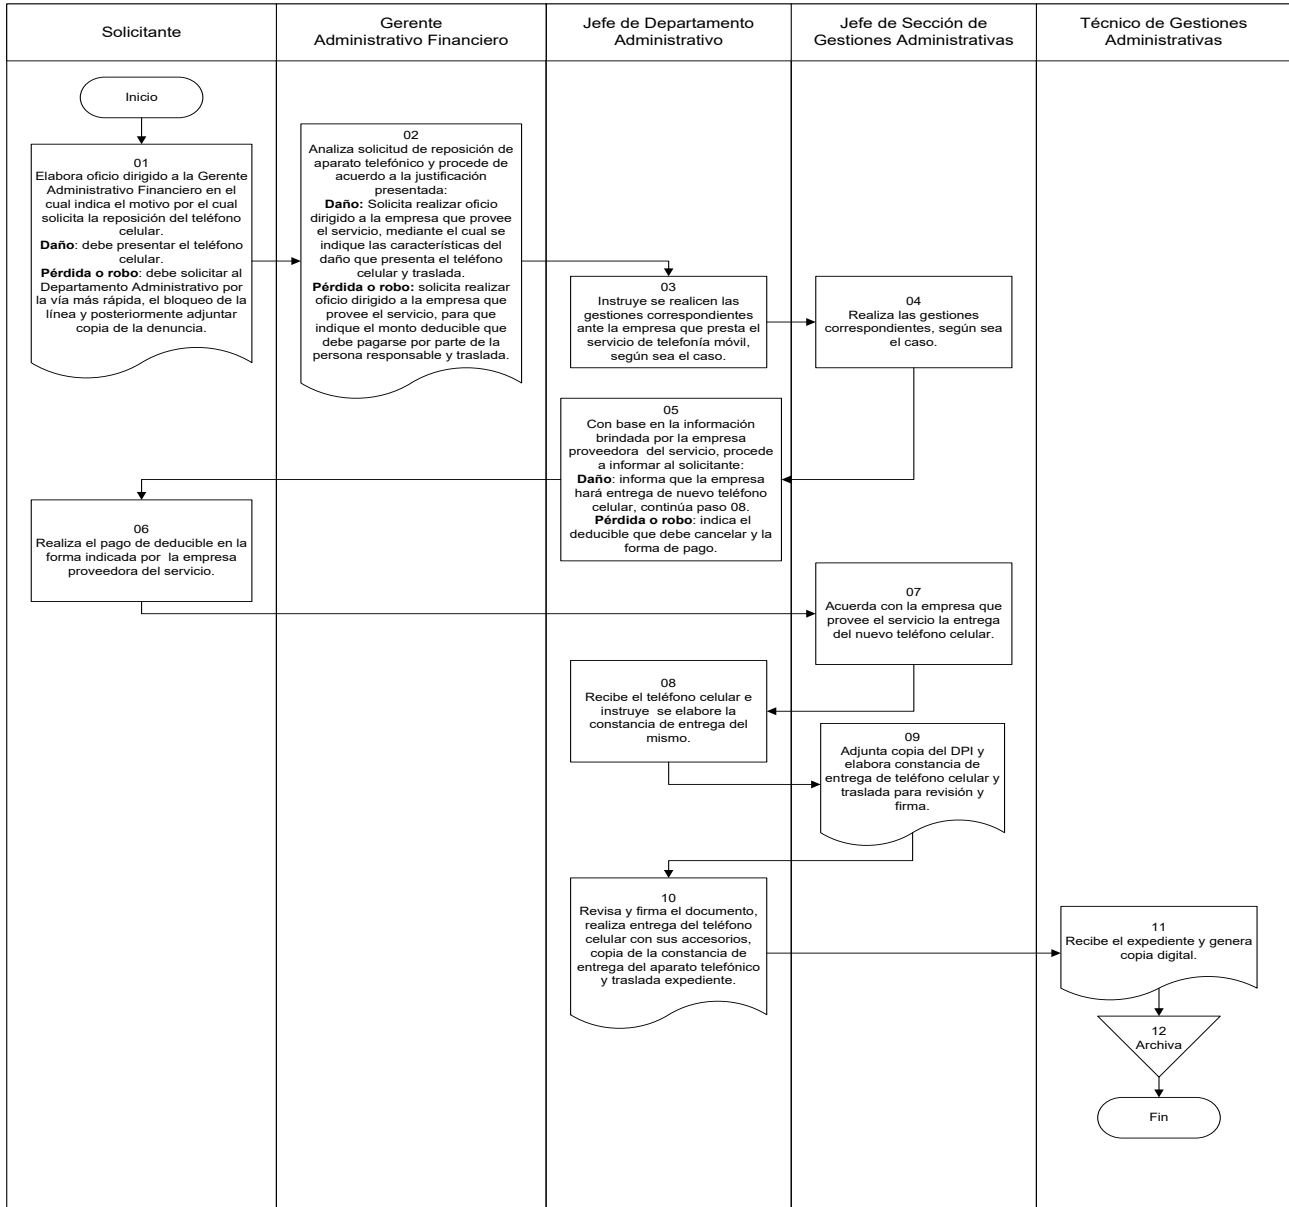 Solicitante
Gerente
Administrativo Financiero
Jefe de Departamento
Administrativo
Jefe de Sección de
Gestiones Administrativas
Técnico de Gestiones
Administrativas
Inicio
01
Elabora oficio dirigido a la Gerente
Administrativo Financiero en el
cual indica el motivo por el cual
solicita la reposición del teléfono
celular.
Daño: debe presentar el teléfono
celular.
Pérdida o robo: debe solicitar al
Departamento Administrativo por
la vía más rápida, el bloqueo de la
línea y posteriormente adjuntar
copia de la denuncia.
02
Analiza solicitud de reposición de
aparato telefónico y procede de
acuerdo a la justificación
presentada:
Daño: Solicita realizar oficio
dirigido a la empresa que provee
el servicio, mediante el cual se
indique las características del
daño que presenta el teléfono
celular y traslada.
Pérdida o robo: solicita realizar
oficio dirigido a la empresa que
provee el servicio, para que
indique el monto deducible que
debe pagarse por parte de la
persona responsable y traslada.
03
Instruye se realicen las
gestiones correspondientes
ante la empresa que presta el
servicio de telefonía móvil,
según sea el caso.
04
Realiza las gestiones
correspondientes, según sea
el caso.
05
Con base en la información
brindada por la empresa
proveedora del servicio, procede
a informar al solicitante:
Daño: informa que la empresa
hará entrega de nuevo teléfono
celular, continúa paso 08.
Pérdida o robo: indica el
deducible que debe cancelar y la
forma de pago.
06
Realiza el pago de deducible en la
forma indicada por la empresa
proveedora del servicio.
07
Acuerda con la empresa que
provee el servicio la entrega
del nuevo teléfono celular.
08
Recibe el teléfono celular e
instruye se elabore la
constancia de entrega del
mismo.
09
Adjunta copia del DPI y
elabora constancia de
entrega de teléfono celular y
traslada para revisión y
firma.
10
Revisa y firma el documento,
realiza entrega del teléfono
celular con sus accesorios,
copia de la constancia de
entrega del aparato telefónico
y traslada expediente.
11
Recibe el expediente y genera
copia digital.
12
Archiva
Fin